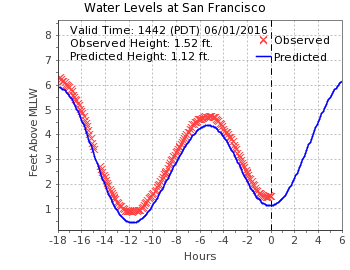 Water Levels at San Francisco
Valid Time: 1442 (PDT) 06/01/2016
Observed Height: 1.52 ft.
Predicted Height: 1.12 ft.
Observed
Predicted
Feet Above MLLW
8
7
6
5
4
3
2
1
-18 -16 -14 -12 -10 -8 -6 -4 -2 0 2 4 6
Hours